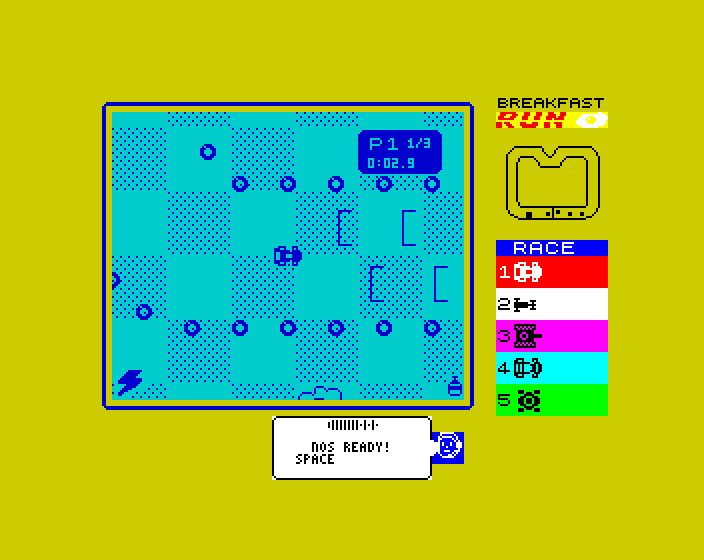 BREAKFAST
RUN
P1 1/3
0:02.9
RACE
1
2
3
4
5
NOS READY!
SPACE